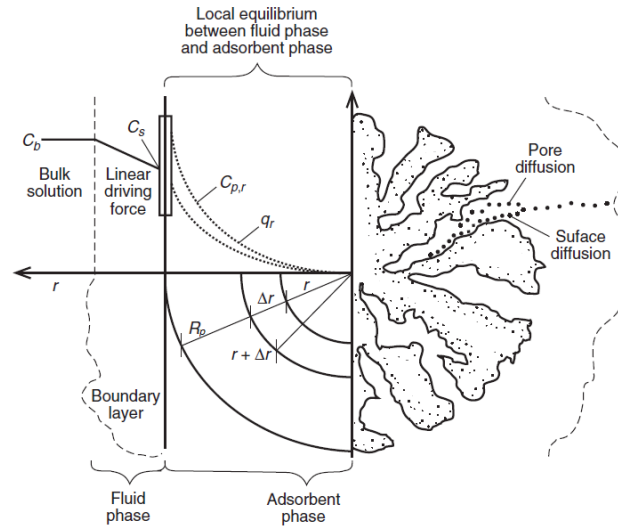 Local equilibrium
between fluid phase
and adsorbent phase
C_b
C_s
Bulk
solution
Linear
driving
force
C_{p,r}
q_r
Pore
diffusion
Suface
diffusion
r
Δr
r
R_p
r + Δr
Boundary
layer
Fluid
phase
Adsorbent
phase